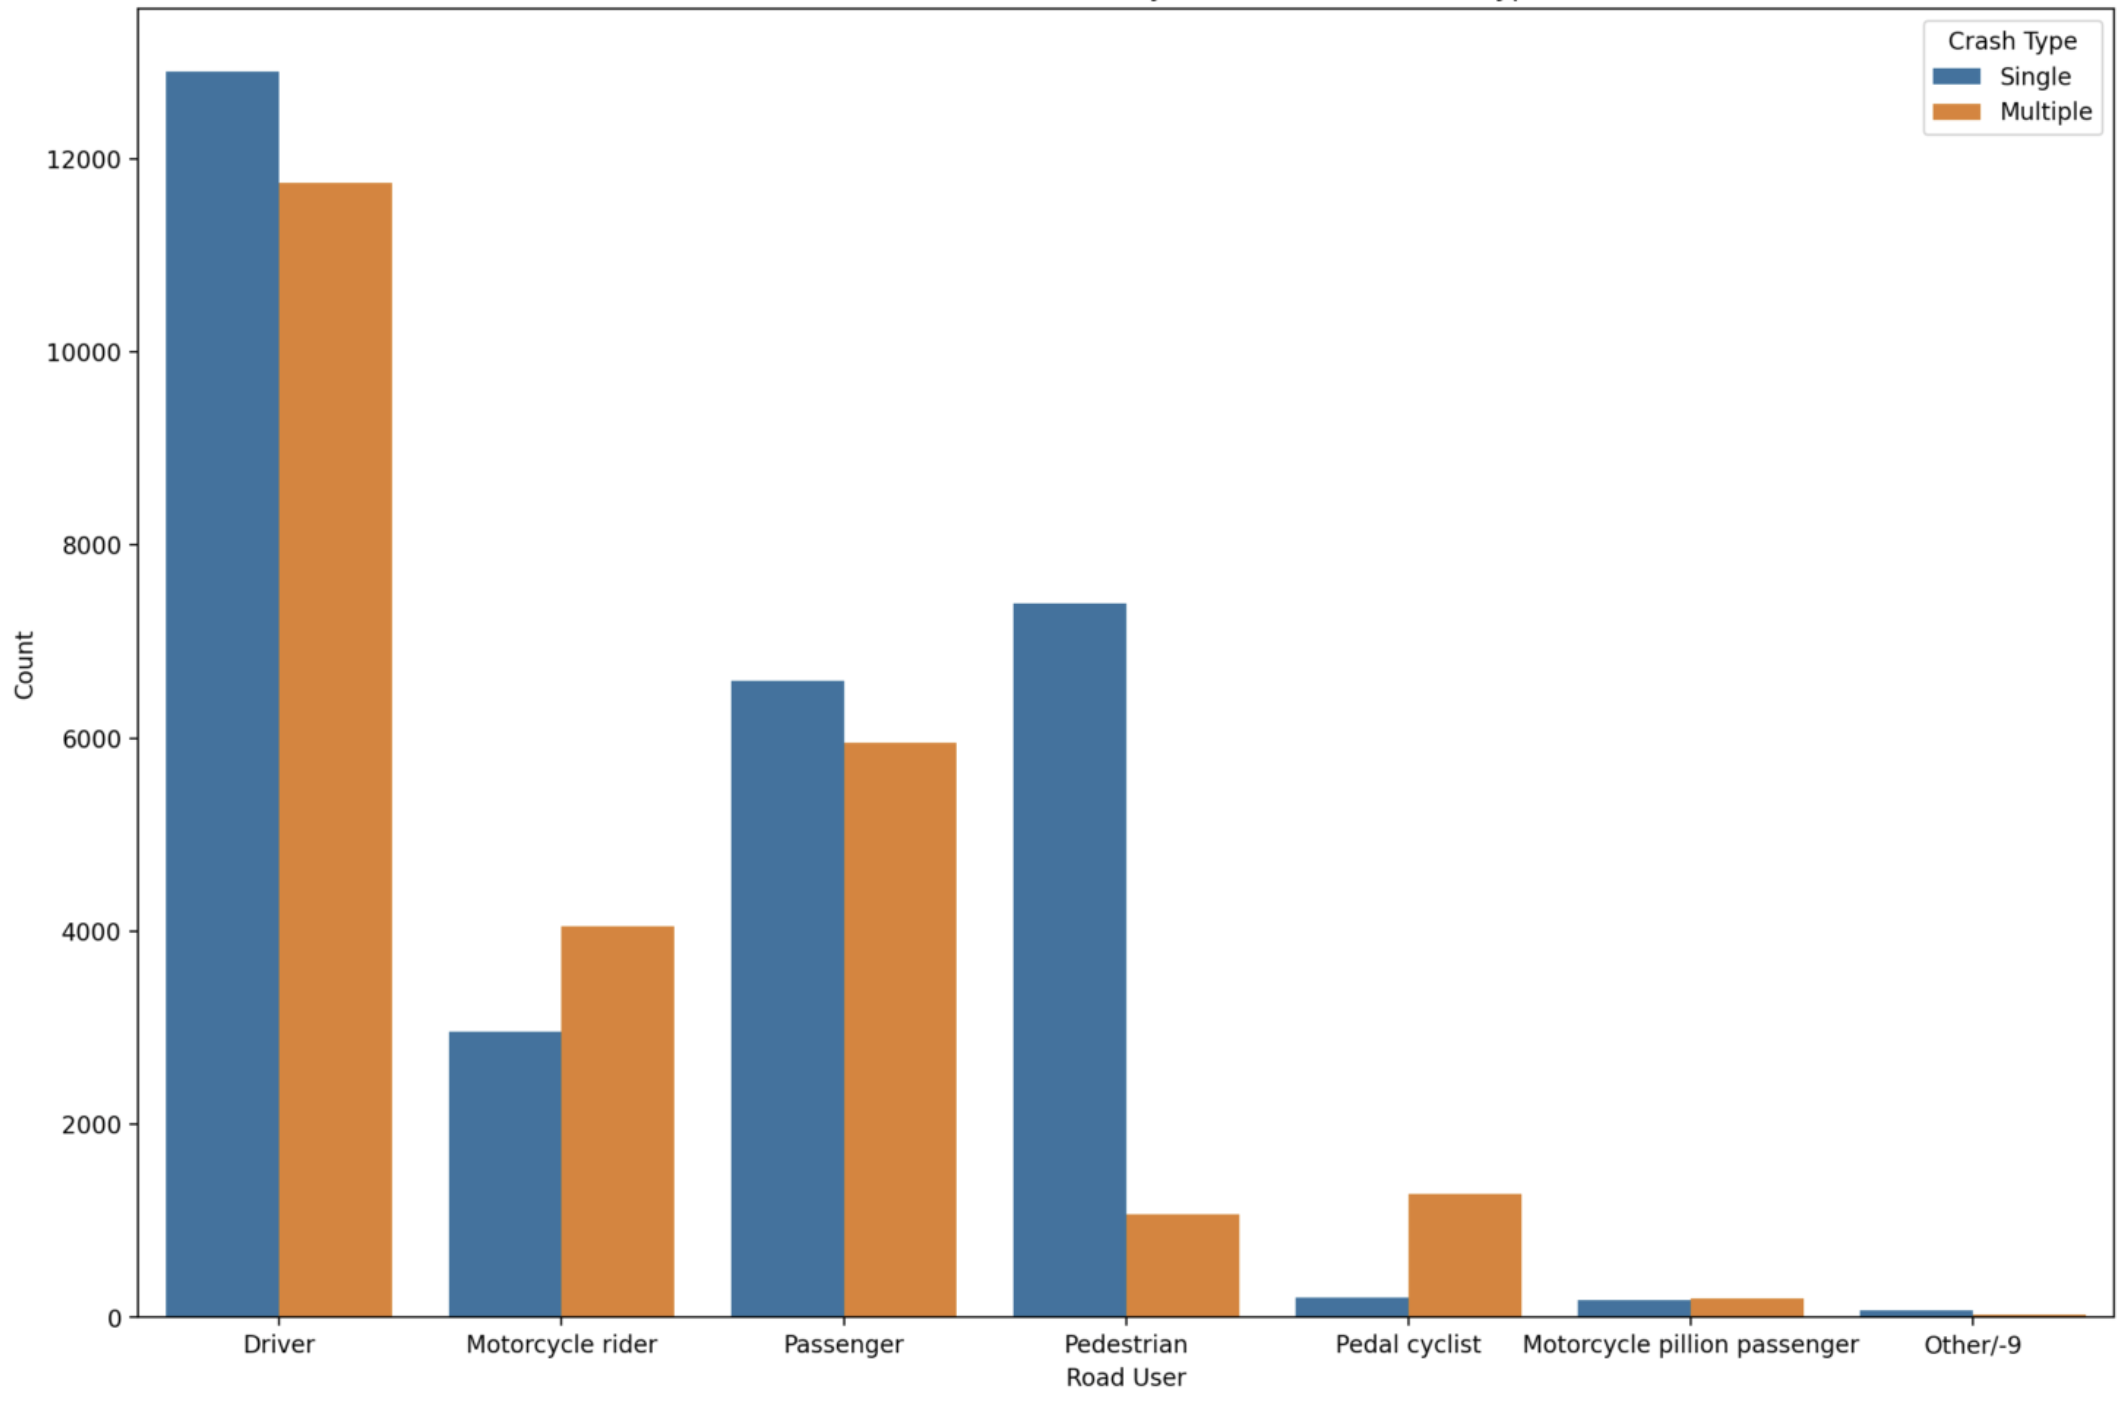 Crash Type
Single
Multiple
12000
10000
8000
6000
4000
2000
0
Count
Driver
Motorcycle rider
Passenger
Pedestrian
Pedal cyclist
Motorcycle pillion passenger
Other/-9
Road User